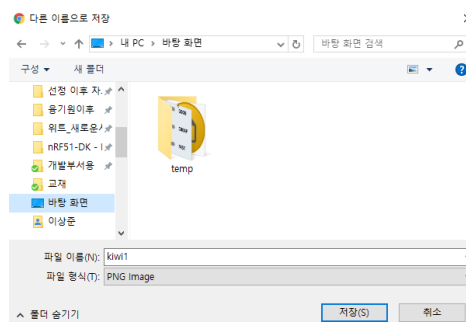 다른 이름으로 저장
내 PC > 바탕 화면
바탕 화면 검색
구성
새 폴더
선정 이후 자.
용기원이후
위트_새로운
nRF51-DK - I
개발부서용
교재
바탕 화면
이상준
temp
파일 이름(N): kiwi1
파일 형식(T): PNG Image
폴더 숨기기
저장(S)
취소